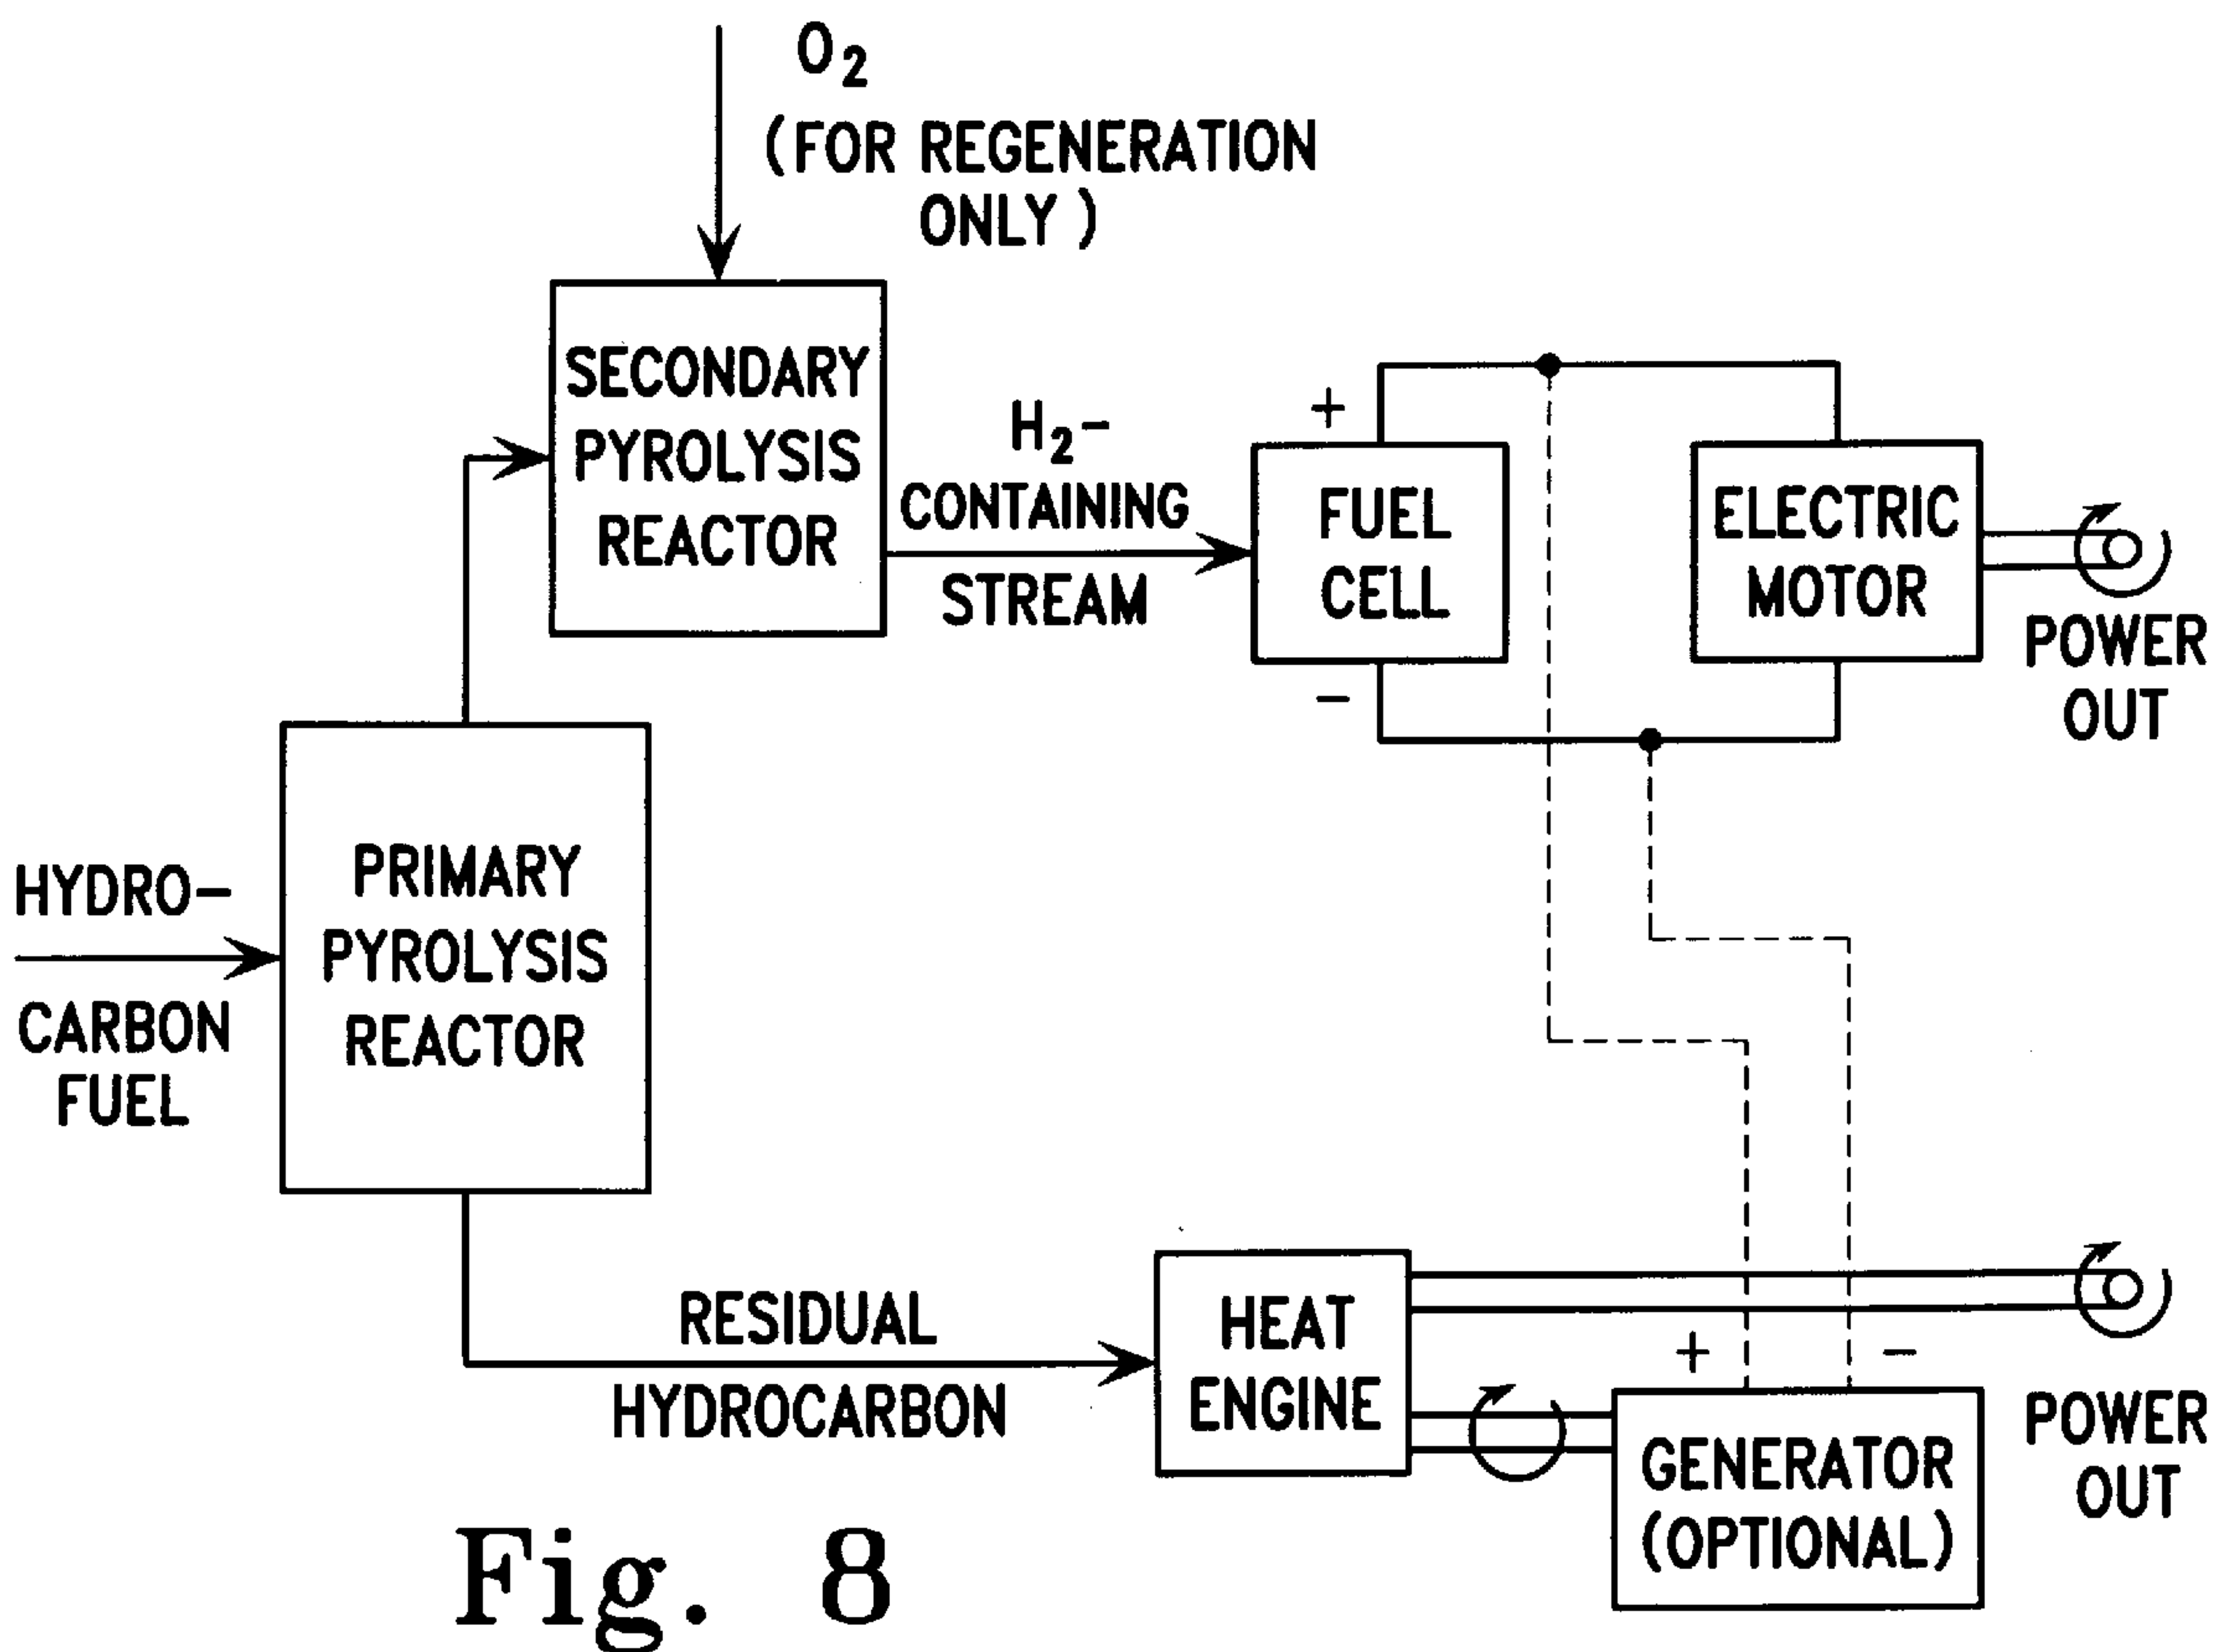 O₂
(FOR REGENERATION
ONLY)
SECONDARY
PYROLYSIS
REACTOR
H₂-
CONTAINING
STREAM
+
FUEL
CELL
-
ELECTRIC
MOTOR
POWER
OUT
HYDRO-
CARBON
FUEL
PRIMARY
PYROLYSIS
REACTOR
RESIDUAL
HYDROCARBON
HEAT
ENGINE
+
-
GENERATOR
(OPTIONAL)
POWER
OUT
Fig. 8